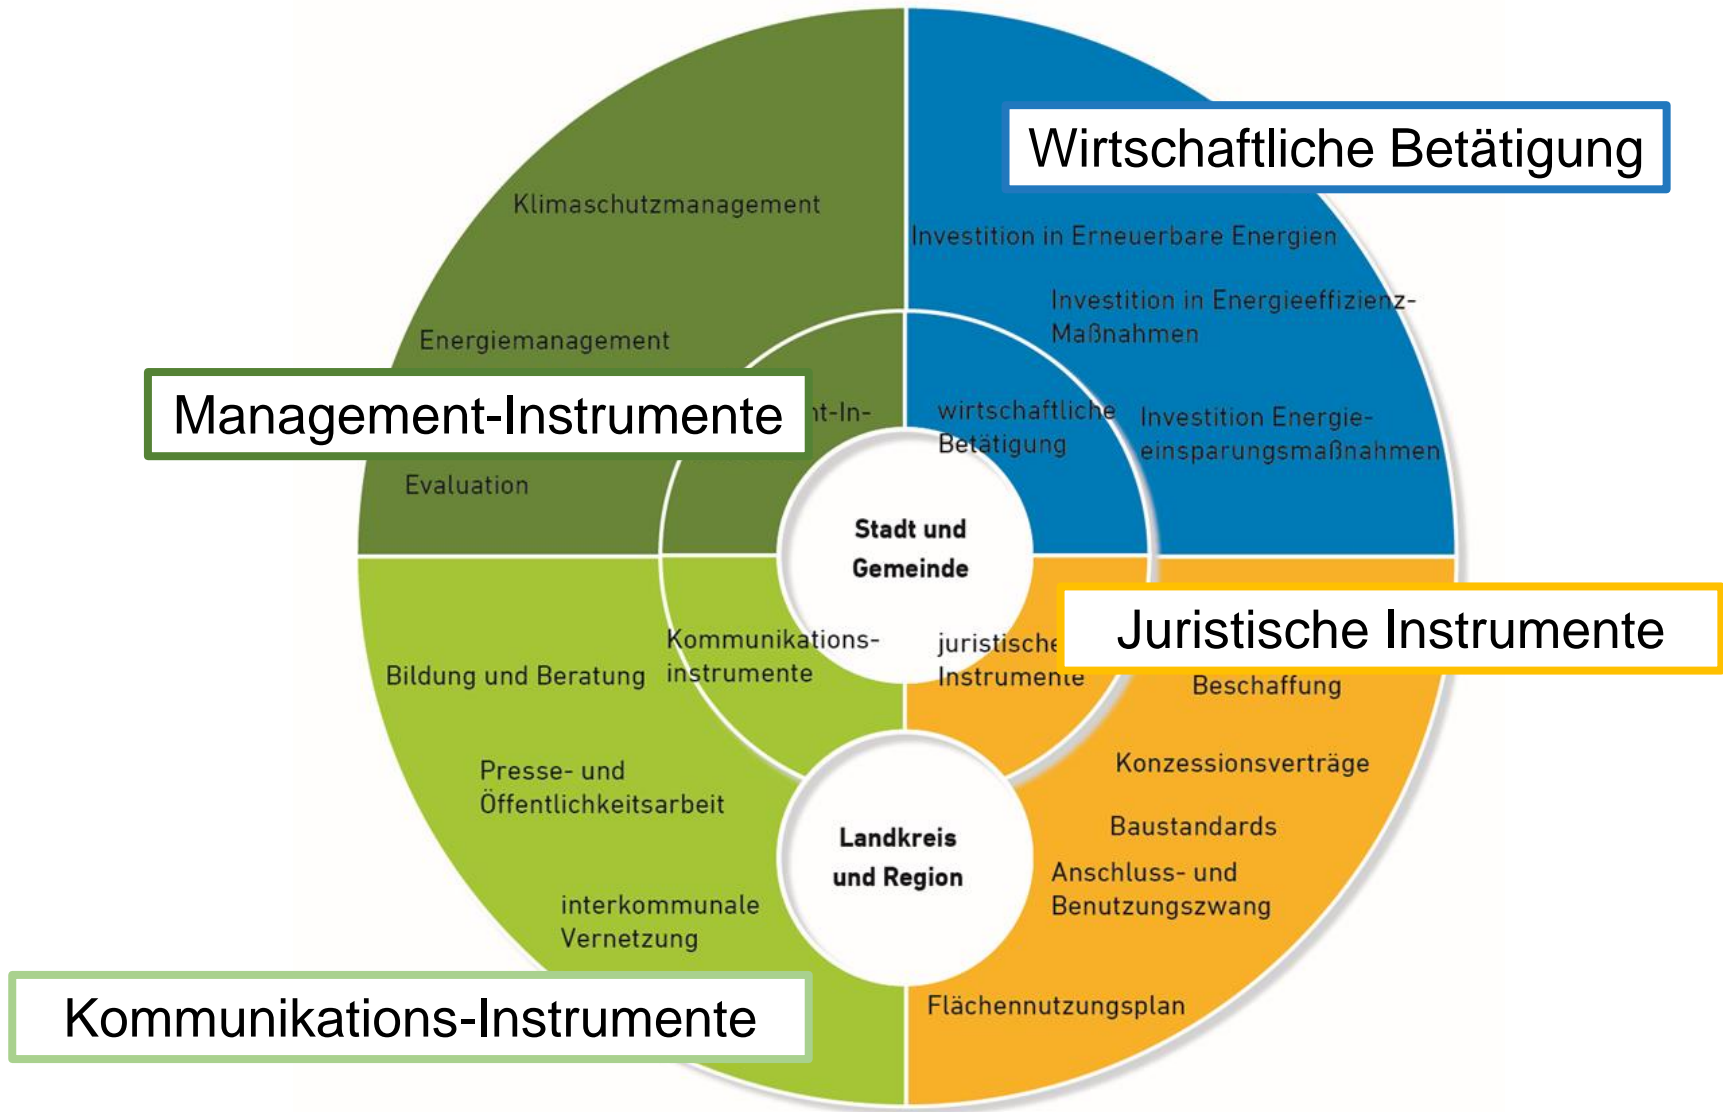 Wirtschaftliche Betätigung
Klimaschutzmanagement
Investition in Erneuerbare Energien
Investition in Energieeffizienz-
Maßnahmen
Energiemanagement
Management-Instrumente
nt-In-
wirtschaftliche
Betätigung
Investition Energie-
einsparungsmaßnahmen
Evaluation
Stadt und
Gemeinde
Juristische Instrumente
Kommunikations-
instrumente
juristische
Instrumente
Bildung und Beratung
Beschaffung
Presse- und
Öffentlichkeitsarbeit
Konzessionsverträge
Baustandards
Landkreis
und Region
Anschluss- und
Benutzungszwang
interkommunale
Vernetzung
Flächennutzungsplan
Kommunikations-Instrumente